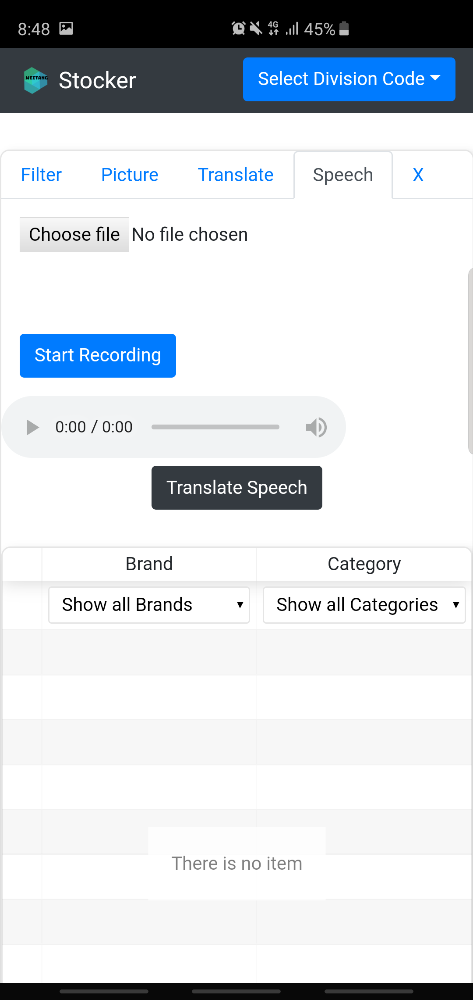 8:48 4G 45%
WEITANG Stocker Select Division Code
Filter Picture Translate Speech X
Choose file No file chosen
Start Recording
0:00 / 0:00
Translate Speech
Brand Category
Show all Brands Show all Categories
There is no item